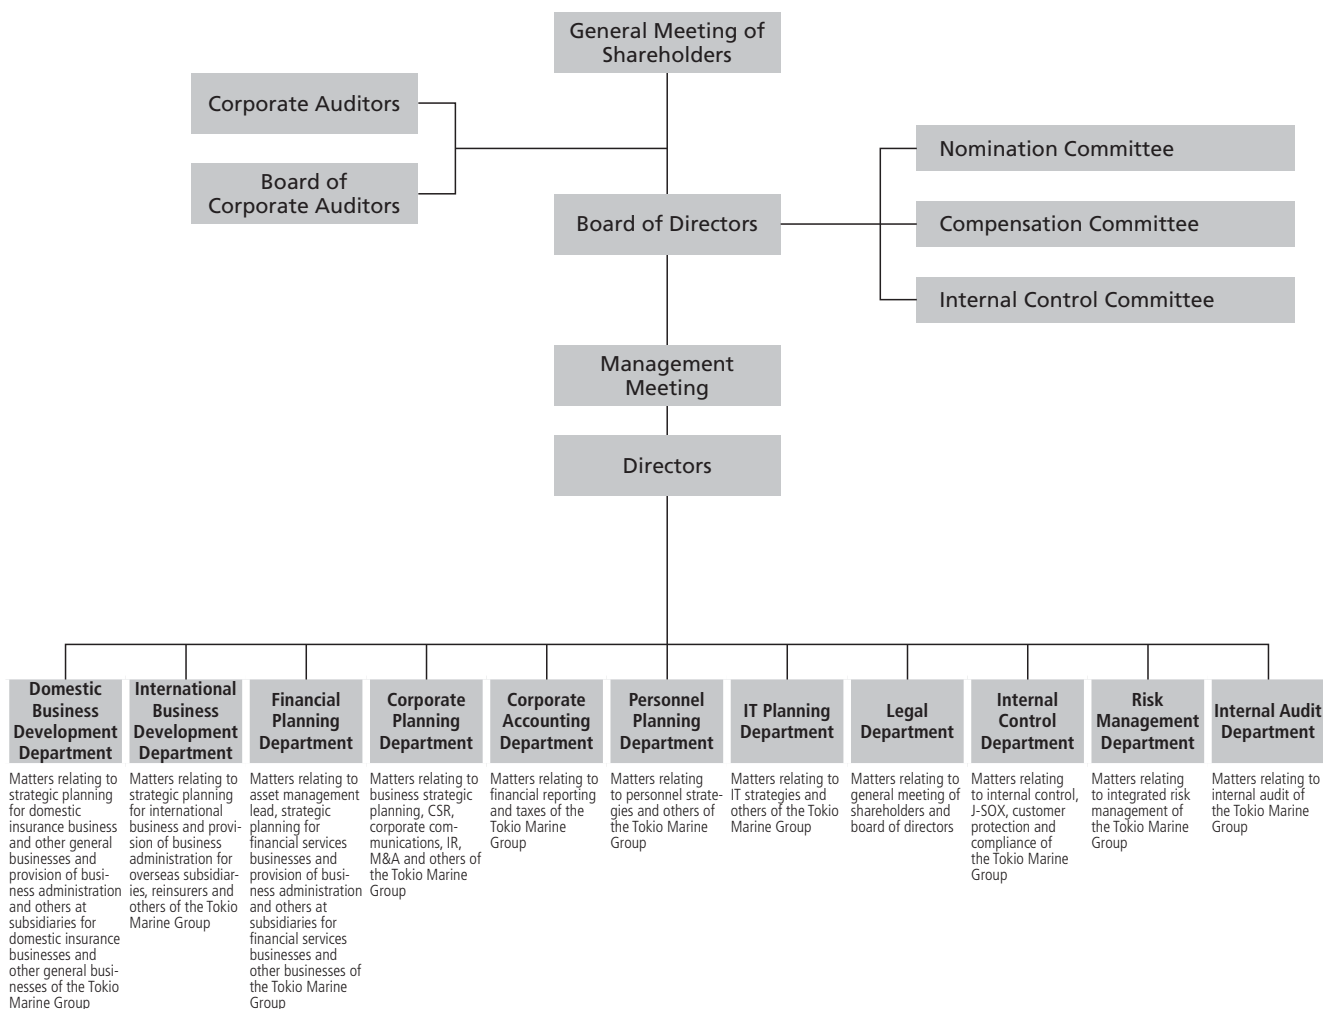 General Meeting of
Shareholders
Corporate Auditors
Board of
Corporate Auditors
Nomination Committee
Board of Directors
Compensation Committee
Internal Control Committee
Management
Meeting
Directors
Domestic
Business
Development
Department
Matters relating to
strategic planning
for domestic
insurance business
and other general
businesses and
provision of busi-
ness administration
and others at
subsidiaries for
domestic insurance
businesses and
other general busi-
nesses of the Tokio
Marine Group
International
Business
Development
Department
Matters relating to
strategic planning
for international
business and provi-
sion of business
administration for
overseas subsidiar-
ies, reinsurers and
others of the Tokio
Marine Group
Financial
Planning
Department
Matters relating to
asset management
lead, strategic
planning for
financial services
businesses and
provision of busi-
ness administration
and others at
subsidiaries for
financial services
businesses and
other businesses of
the Tokio Marine
Group
Corporate
Planning
Department
Matters relating to
business strategic
planning, CSR,
corporate com-
munications, IR,
M&A and others of
the Tokio Marine
Group
Corporate
Accounting
Department
Matters relating to
financial reporting
and taxes of the
Tokio Marine
Group
Personnel
Planning
Department
Matters relating
to personnel strate-
gies and others of
the Tokio Marine
Group
IT Planning
Department
Matters relating to
IT strategies and
others of the Tokio
Marine Group
Legal
Department
Matters relating to
general meeting of
shareholders and
board of directors
Internal
Control
Department
Matters relating
to internal control,
J-SOX, customer
protection and
compliance of
the Tokio Marine
Group
Risk
Management
Department
Matters relating
to integrated risk
management of
the Tokio Marine
Group
Internal Audit
Department
Matters relating to
internal audit of
the Tokio Marine
Group